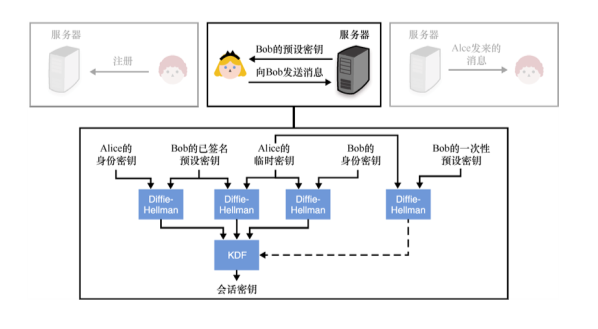 服务器
注册
Bob的预设密钥
向Bob发送消息
服务器
服务器
Alce发来的
消息
Alice的
身份密钥
Bob的已签名
预设密钥
Alice的
临时密钥
Bob的
身份密钥
Bob的一次性
预设密钥
Diffie-
Hellman
Diffie-
Hellman
Diffie-
Hellman
Diffie-
Hellman
KDF
会话密钥